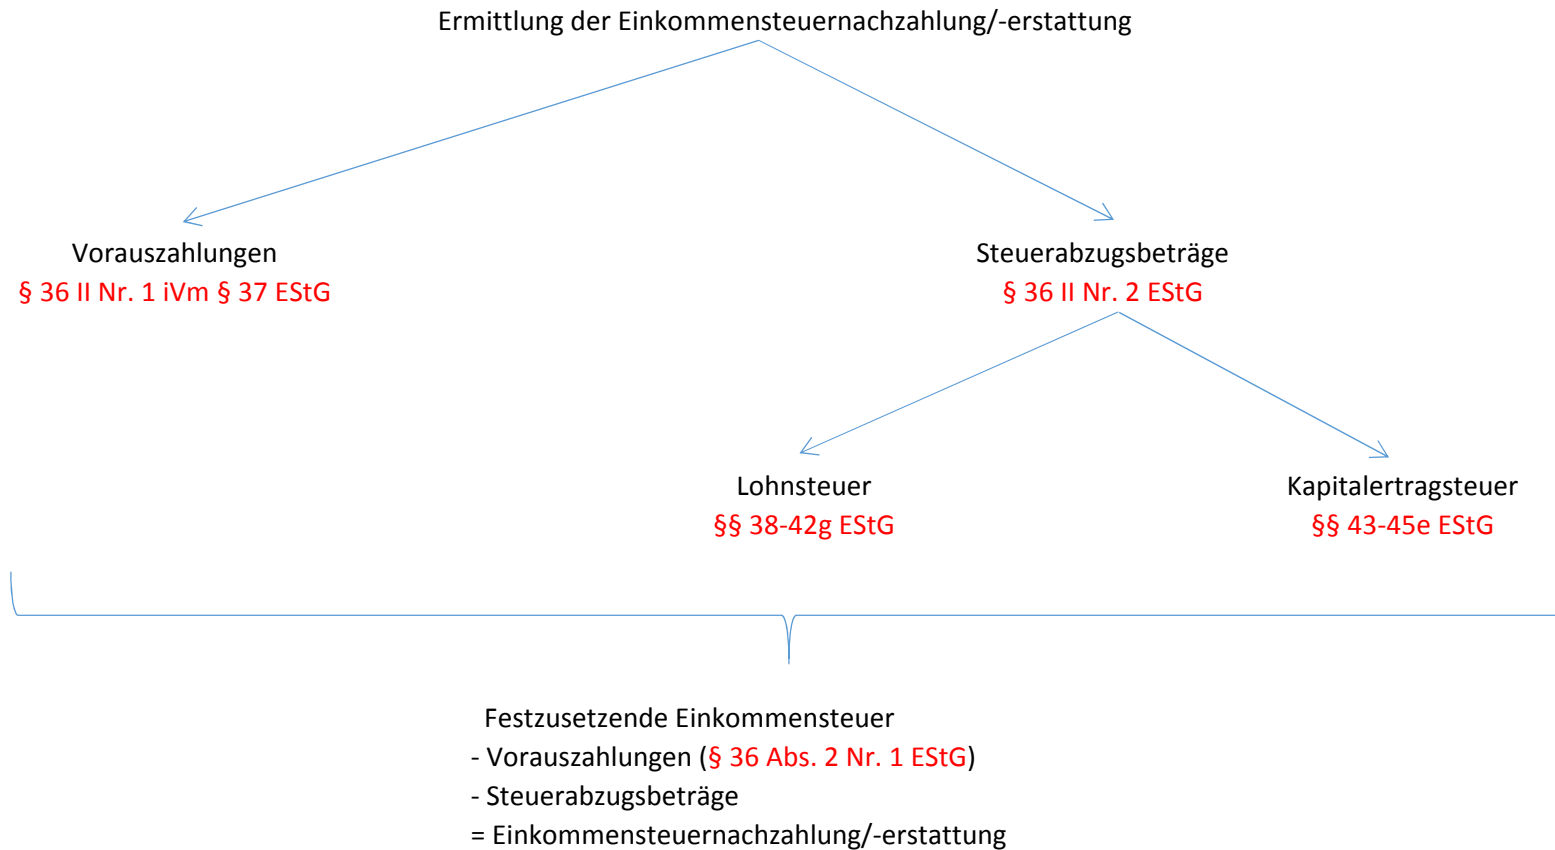 Ermittlung der Einkommensteuernachzahlung/-erstattung
Vorauszahlungen
§ 36 II Nr. 1 iVm § 37 EStG
Steuerabzugsbeträge
§ 36 II Nr. 2 EStG
Lohnsteuer
§§ 38-42g EStG
Kapitalertragsteuer
§§ 43-45e EStG
Festzusetzende Einkommensteuer
- Vorauszahlungen (§ 36 Abs. 2 Nr. 1 EStG)
- Steuerabzugsbeträge
= Einkommensteuernachzahlung/-erstattung